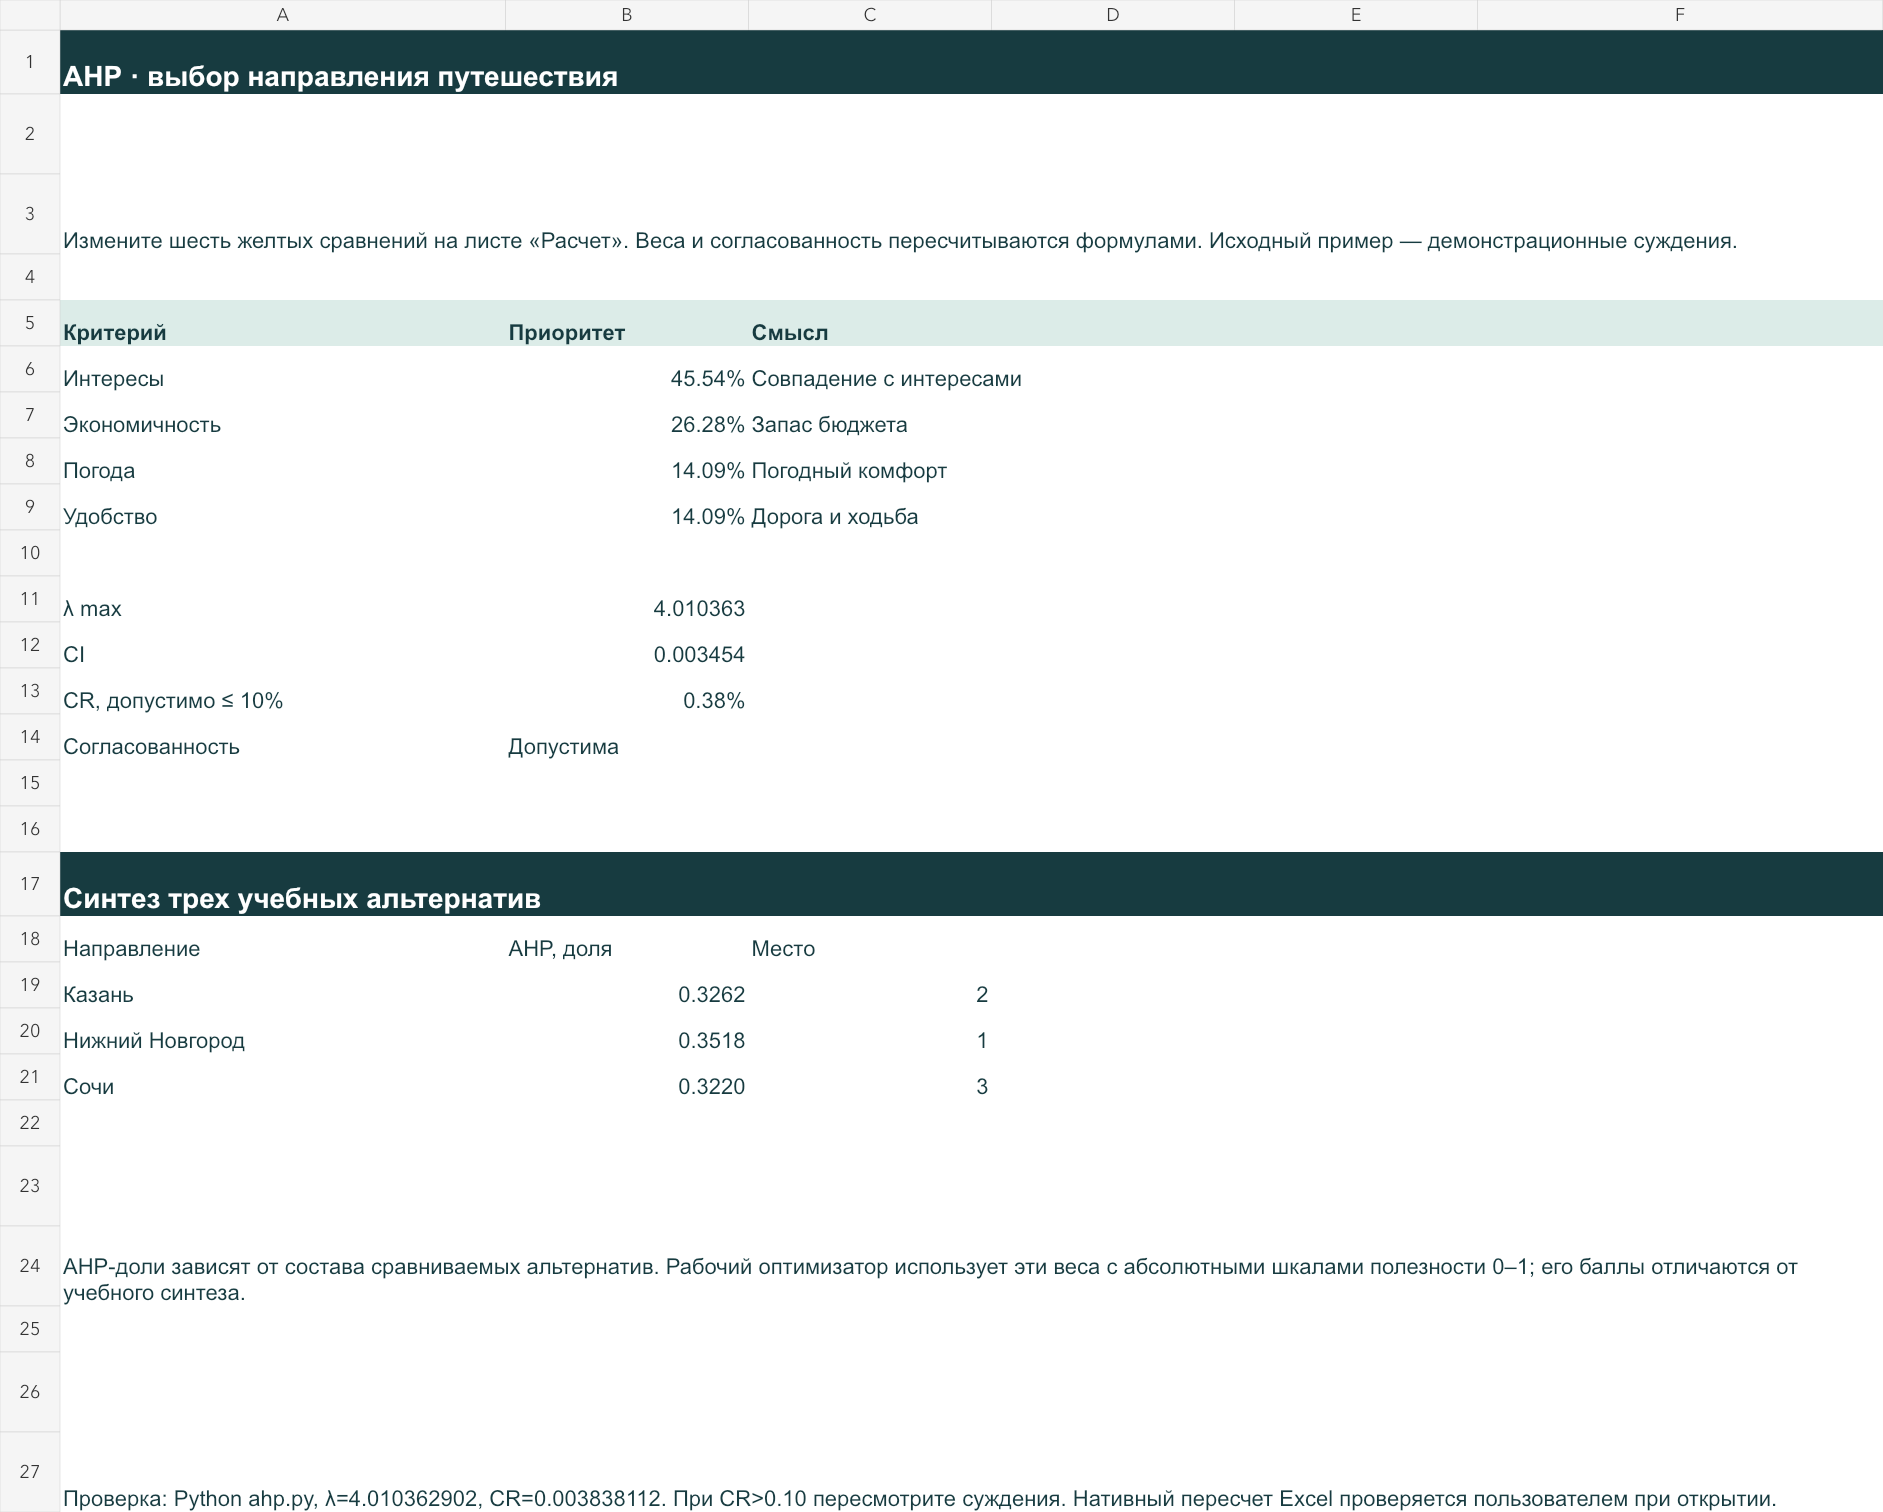 A B C D E F
1 АНР · выбор направления путешествия
2
3 Измените шесть желтых сравнений на листе «Расчет». Веса и согласованность пересчитываются формулами. Исходный пример — демонстрационные суждения.
4
5 Критерий Приоритет Смысл
6 Интересы 45.54% Совпадение с интересами
7 Экономичность 26.28% Запас бюджета
8 Погода 14.09% Погодный комфорт
9 Удобство 14.09% Дорога и ходьба
10
11 λ max 4.010363
12 CI 0.003454
13 CR, допустимо ≤ 10% 0.38%
14 Согласованность Допустима
15
16
17 Синтез трех учебных альтернатив
18 Направление АНР, доля Место
19 Казань 0.3262 2
20 Нижний Новгород 0.3518 1
21 Сочи 0.3220 3
22
23
24 АНР-доли зависят от состава сравниваемых альтернатив. Рабочий оптимизатор использует эти веса с абсолютными шкалами полезности 0–1; его баллы отличаются от
учебного синтеза.
25
26
27 Проверка: Python ahp.py, λ=4.010362902, CR=0.003838112. При CR>0.10 пересмотрите суждения. Нативный пересчет Excel проверяется пользователем при открытии.